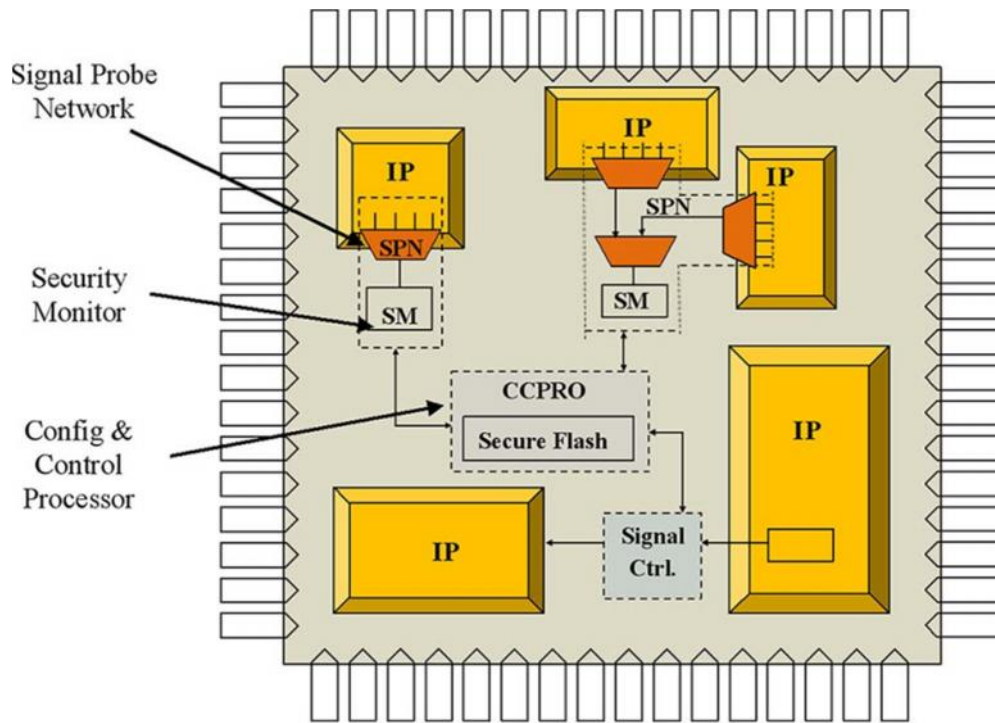 Signal Probe
Network
Security
Monitor
Config &
Control
Processor
IP
SPN
SM
IP
SPN
IP
SM
CCPRO
Secure Flash
IP
IP
Signal
Ctrl.